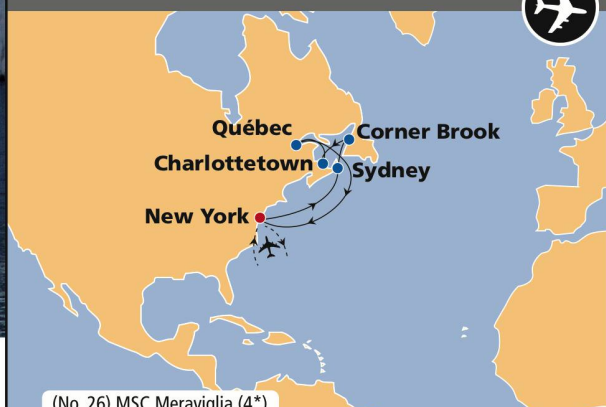 Québec
Corner Brook
Charlottetown
Sydney
New York
(No. 26) MSC Meraviglia (4*)